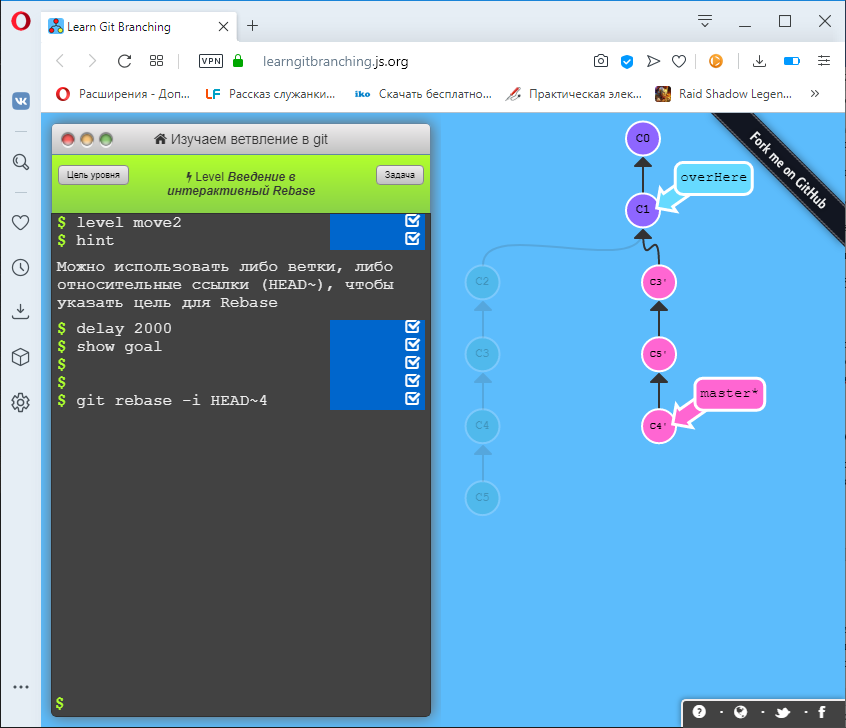 Learn Git Branching
VPN
learngitbranching.js.org
Расширения - Доп...
LF
Рассказ служанки...
iko
Скачать бесплатно...
Практическая элек...
Raid Shadow Legen...
Изучаем ветвление в git
Цель уровня
Level Введение в
интерактивный Rebase
Задача
$ level move2
$ hint
Можно использовать либо ветки, либо
относительные ссылки (HEAD~), чтобы
указать цель для Rebase
$ delay 2000
$ show goal
$
$
$ git rebase -i HEAD~4
$
C0
overHere
C1
C2
C3'
C3
C5'
master*
C4
C4'
C5
Fork me on GitHub